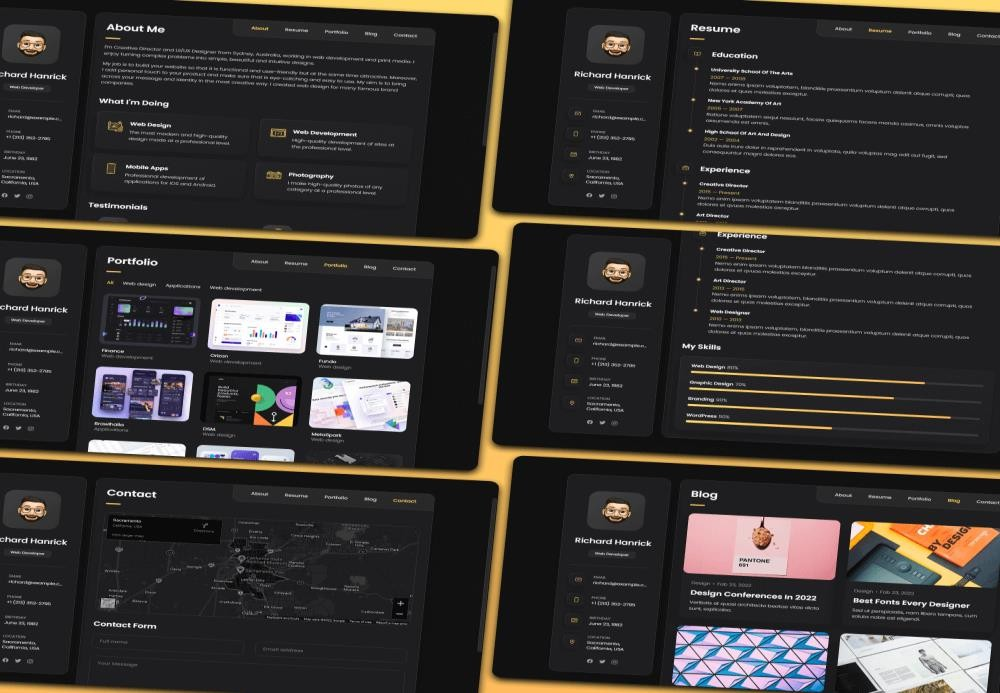 About Me
About Resume Portfolio Blog Contact
I'm Creative Director and UI/UX Designer from Sydney, Australia, working in web development and print media. I
enjoy turning complex problems into simple, beautiful and intuitive designs.
My job is to build your website so that it is functional and user-friendly but at the same time attractive. Moreover,
I add personal touch to your product and make sure that is eye-catching and easy to use. My aim is to bring
across your message and identity in the most creative way. I created web design for many famous brand
companies.
What I'm Doing
Web Design
The most modern and high-quality
design made at a professional level.
Web Development
High-quality development of sites at
the professional level.
Mobile Apps
Professional development of
applications for iOS and Android.
Photography
I make high-quality photos of any
category at a professional level.
Testimonials
chard Hanrick
Web Developer
EMAIL
richard@example.c...
PHONE
+1 (213) 352-2795
BIRTHDAY
June 23, 1982
LOCATION
Sacramento,
California, USA
Resume
About Resume Portfolio Blog Contact
Education
University School Of The Arts
2007 — 2008
Nemo enim ipsam voluptatem blanditiis praesentium voluptum delenit atque corrupti, quos
dolores et quos molestias exceptur.
New York Academy Of Art
2006 — 2007
Ratione voluptatem sequi nesciunt, facere quisquams facere menda ossimus, omnis voluptas
assumenda est omnis.
High School Of Art And Design
2002 — 2004
Duis aute irure dolor in reprehenderit in voluptate, quila voluptas mag odit aut fugit, sed
consequuntur magni dolores eos.
Experience
Creative Director
2015 — Present
Nemo enim ipsam voluptatem blanditiis praesentium voluptum delenit atque corrupti, quos
dolores et quos molestias exceptur.
Art Director
Richard Hanrick
Web Developer
EMAIL
richard@example.c...
PHONE
+1 (213) 352-2795
BIRTHDAY
June 23, 1982
LOCATION
Sacramento,
California, USA
Portfolio
About Resume Portfolio Blog Contact
All Web design Applications Web development
Finance
Web development
Orizon
Web development
Fundo
Web design
Brawlhalla
Applications
Build
Beautiful
Products,
Faster.
DSM.
Web design
MetaSpark
Web design
chard Hanrick
Web Developer
EMAIL
richard@example.c...
PHONE
+1 (213) 352-2795
BIRTHDAY
June 23, 1982
LOCATION
Sacramento,
California, USA
Experience
Creative Director
2015 — Present
Nemo enim ipsam voluptatem blanditiis praesentium voluptum delenit atque corrupti, quos
dolores et quos molestias exceptur.
Art Director
2013 — 2015
Nemo enim ipsam voluptatem blanditiis praesentium voluptum delenit atque corrupti, quos
dolores et quos molestias exceptur.
Web Designer
2010 — 2013
Nemo enim ipsam voluptatem blanditiis praesentium voluptum delenit atque corrupti, quos
dolores et quos molestias exceptur.
My Skills
Web Design 80%
Graphic Design 70%
Branding 90%
WordPress 50%
Richard Hanrick
Web Developer
EMAIL
richard@example.c...
PHONE
+1 (213) 352-2795
BIRTHDAY
June 23, 1982
LOCATION
Sacramento,
California, USA
Contact
About Resume Portfolio Blog Contact
Sacramento
California, USA
Directions
View larger map
Contact Form
Full name
Email address
Your Message
chard Hanrick
Web Developer
EMAIL
richard@example.c...
PHONE
+1 (213) 352-2795
BIRTHDAY
June 23, 1982
LOCATION
Sacramento,
California, USA
Blog
About Resume Portfolio Blog Contact
PANTONE
691
Design • Fab 23, 2022
Design Conferences In 2022
Veritatis et quasi architecto beatae vitae dicta
sunt, explicabo.
BY
DESIGN
Design • Fab 23, 2022
Best Fonts Every Designer
Sed ut perspiciatis, nam libero tempore, cum
soluta nobis est eligendi.
Richard Hanrick
Web Developer
EMAIL
richard@example.c...
PHONE
+1 (213) 352-2795
BIRTHDAY
June 23, 1982
LOCATION
Sacramento,
California, USA